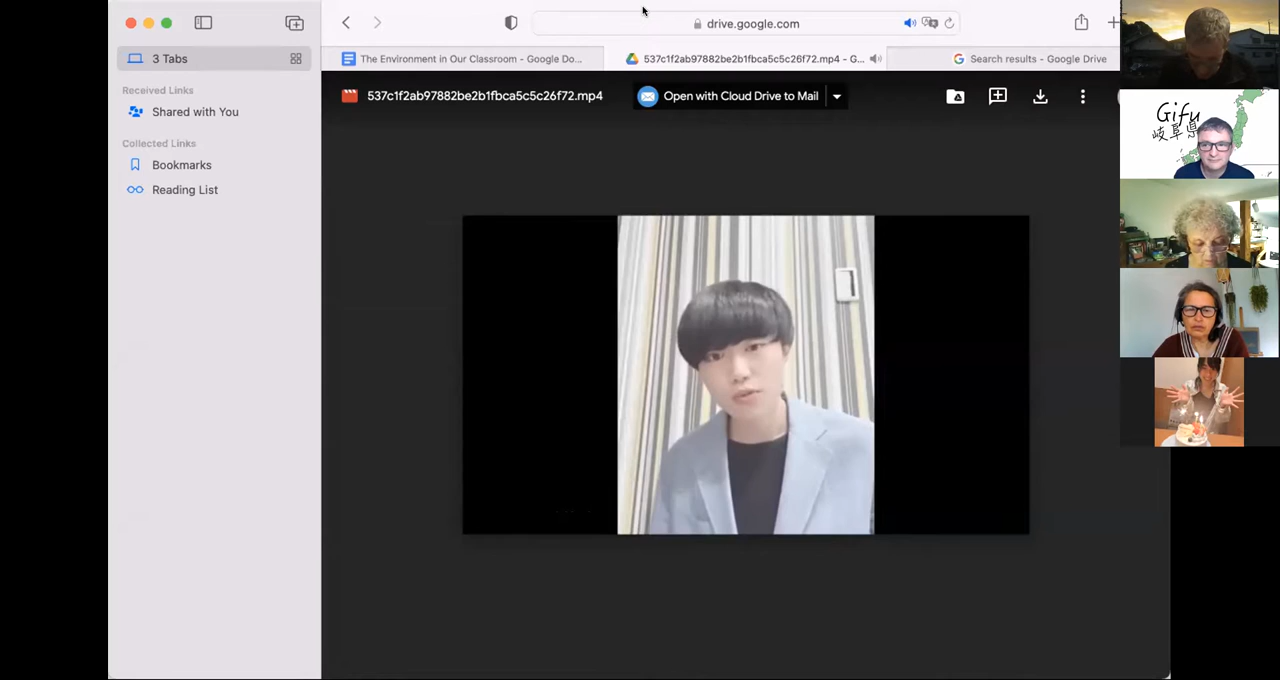 drive.google.com
3 Tabs
The Environment in Our Classroom - Google Do...
537c1f2ab97882be2b1fbca5c5c26f72.mp4 - G...
Search results - Google Drive
Received Links
Shared with You
Collected Links
Bookmarks
Reading List
537c1f2ab97882be2b1fbca5c5c26f72.mp4
Open with Cloud Drive to Mail
Gifu
岐阜県